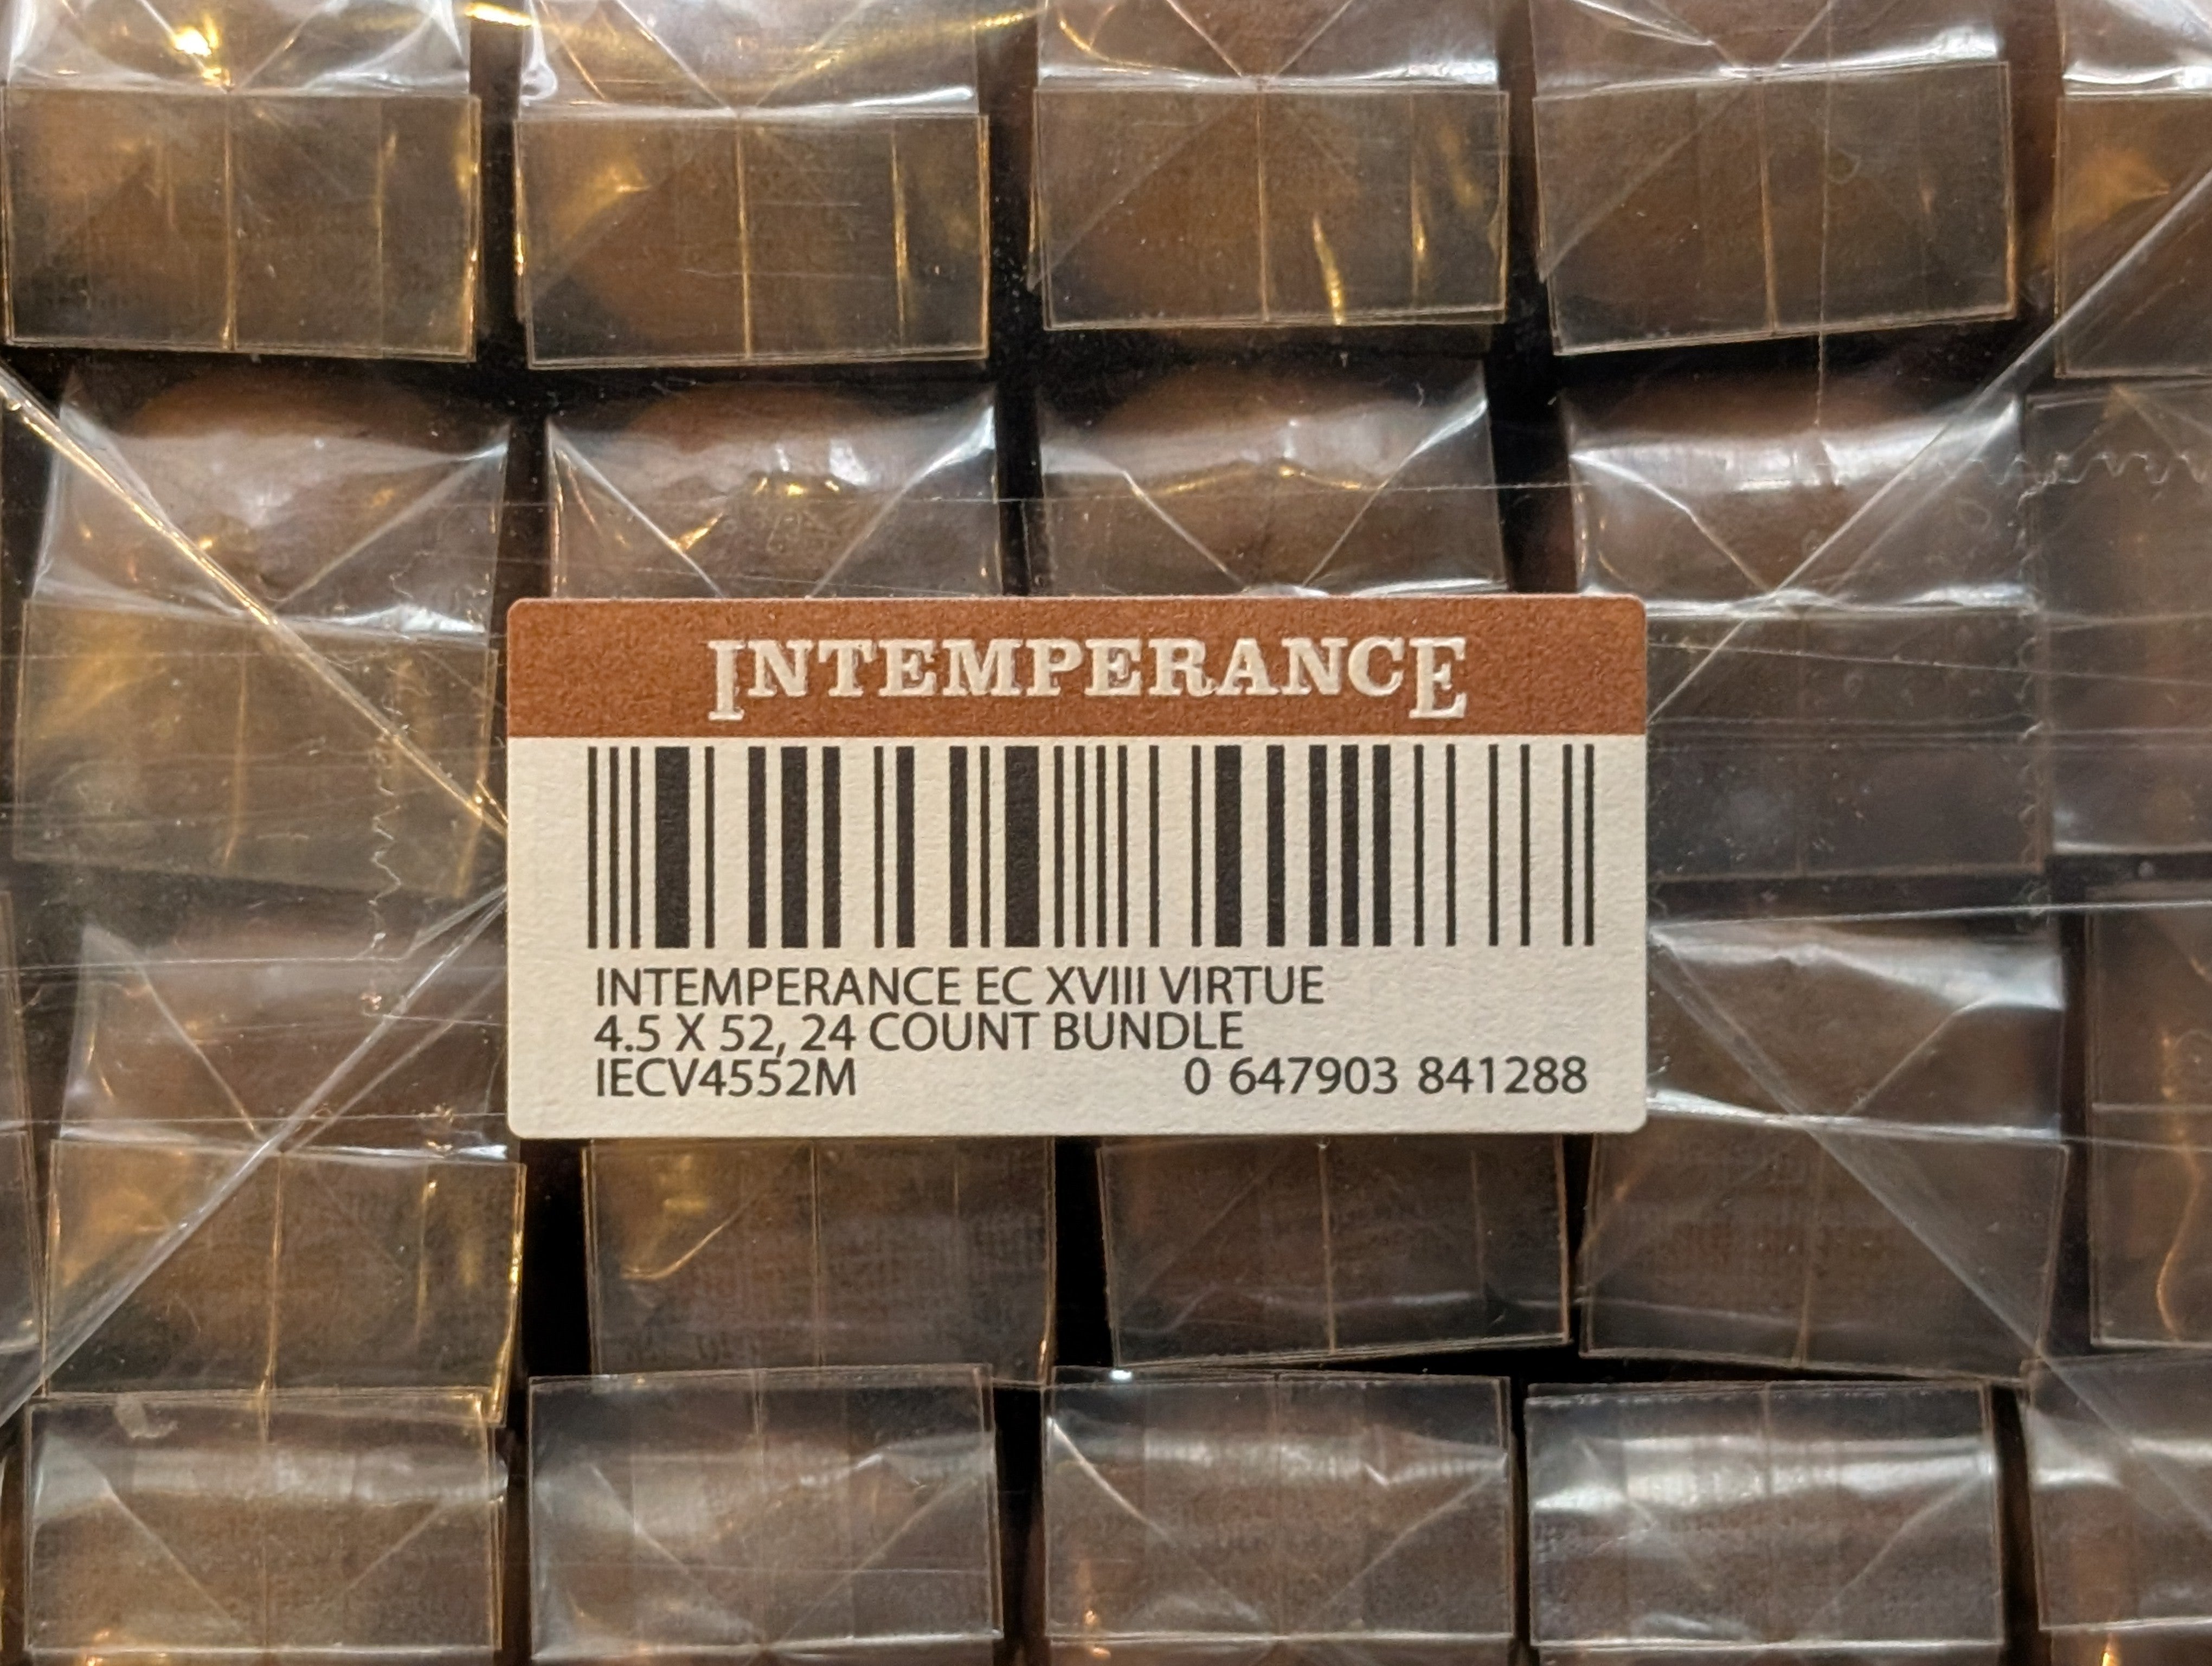 INTEMPERANCE
INTEMPERANCE EC XVIII VIRTUE
4.5 X 52, 24 COUNT BUNDLE
IECV4552M 0 647903 841288